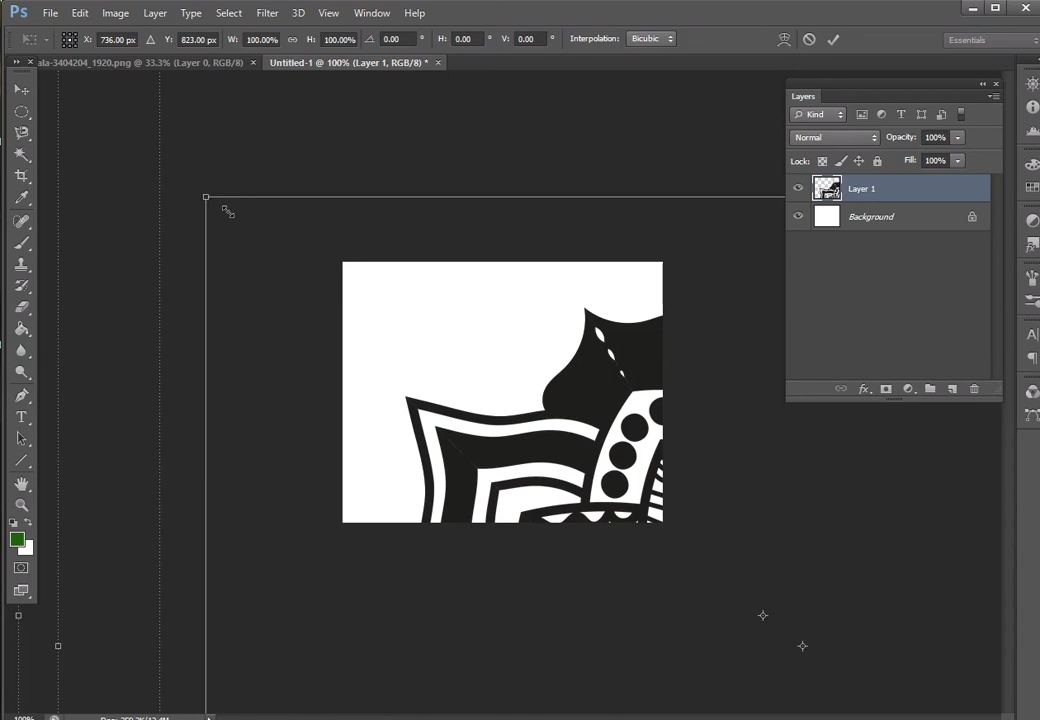 Ps File Edit Image Layer Type Select Filter 3D View Window Help
X: 736.00 px Y: 823.00 px W: 100.00% H: 100.00% 0.00 ° H: 0.00 ° V: 0.00 ° Interpolation: Bicubic Essentials
ala-3404204_1920.png @ 33.3% (Layer 0, RGB/8) × Untitled-1 @ 100% (Layer 1, RGB/8) * ×
Layers
Kind
Normal Opacity: 100%
Lock: Fill: 100%
Layer 1
Background